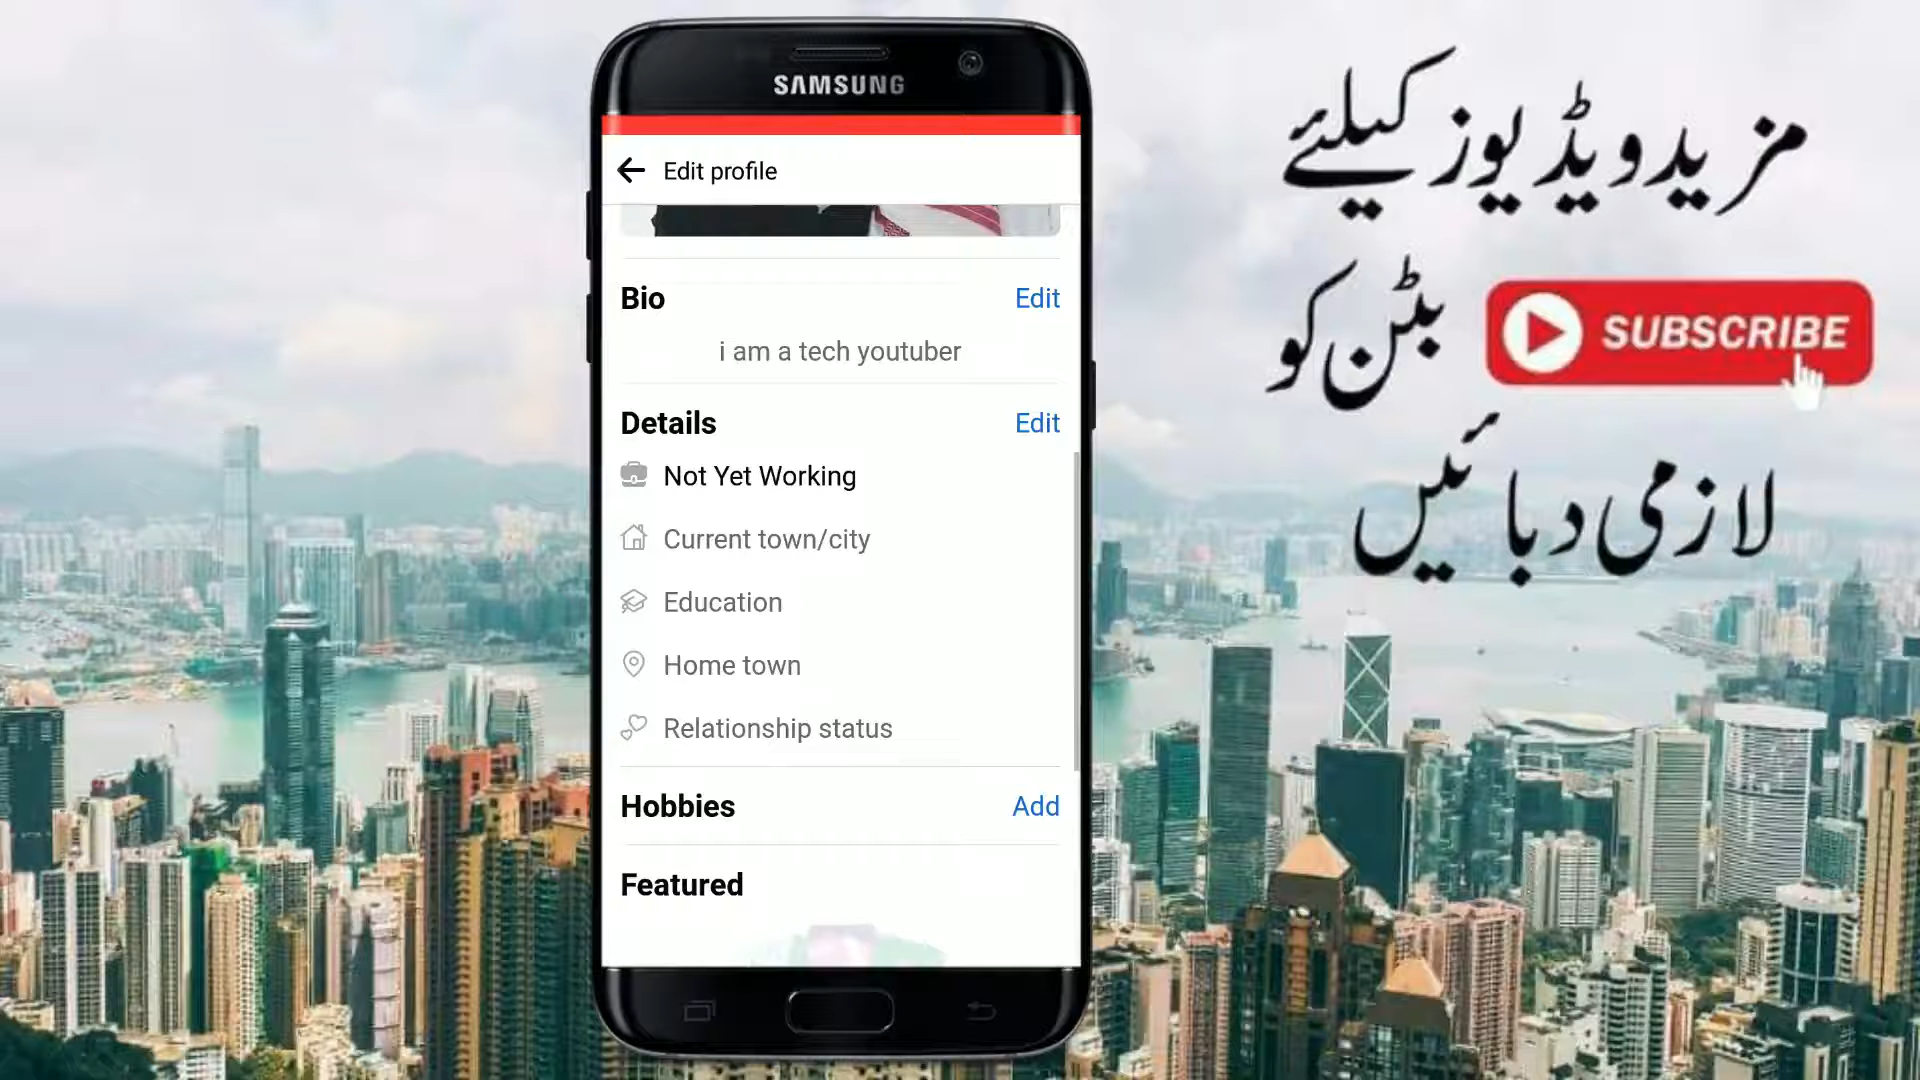 SAMSUNG
Edit profile
Bio
Edit
i am a tech youtuber
Details
Edit
Not Yet Working
Current town/city
Education
Home town
Relationship status
Hobbies
Add
Featured
مزید ویڈیوز کیلئے
SUBSCRIBE بٹن کو
لازمی دبائیں